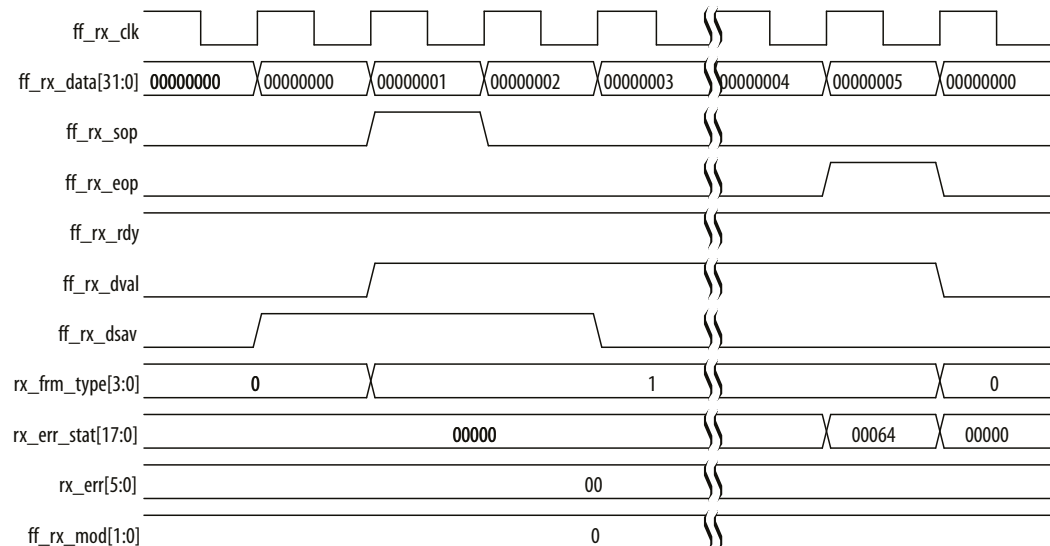 ff_rx_clk
ff_rx_data[31:0] 00000000 00000000 00000001 00000002 00000003 00000004 00000005 00000000
ff_rx_sop
ff_rx_eop
ff_rx_rdy
ff_rx_dval
ff_rx_dsav
rx_frm_type[3:0] 0 1 0
rx_err_stat[17:0] 00000 00064 00000
rx_err[5:0] 00
ff_rx_mod[1:0] 0